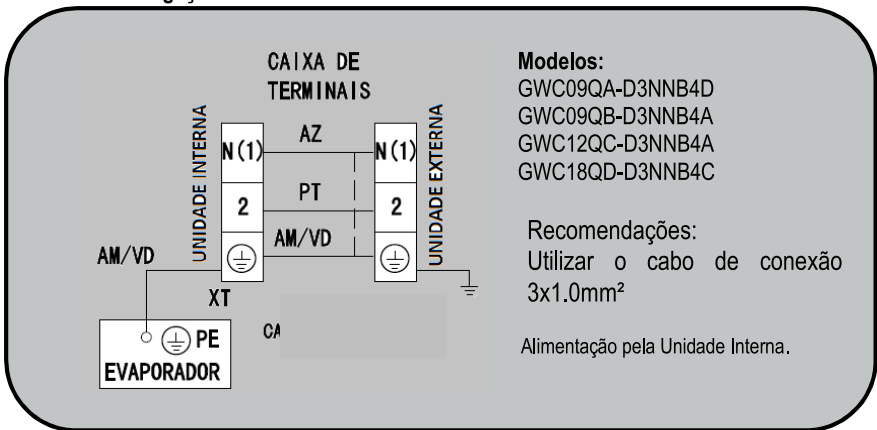 CAIXA DE
TERMINAIS
UNIDADE INTERNA
N(1)
AZ
N(1)
UNIDADE EXTERNA
2
PT
2
AM/VD
AM/VD
XT
PE
EVAPORADOR
CA
Modelos:
GWC09QA-D3NNB4D
GWC09QB-D3NNB4A
GWC12QC-D3NNB4A
GWC18QD-D3NNB4C
Recomendações:
Utilizar o cabo de conexão
3x1.0mm²
Alimentação pela Unidade Interna.